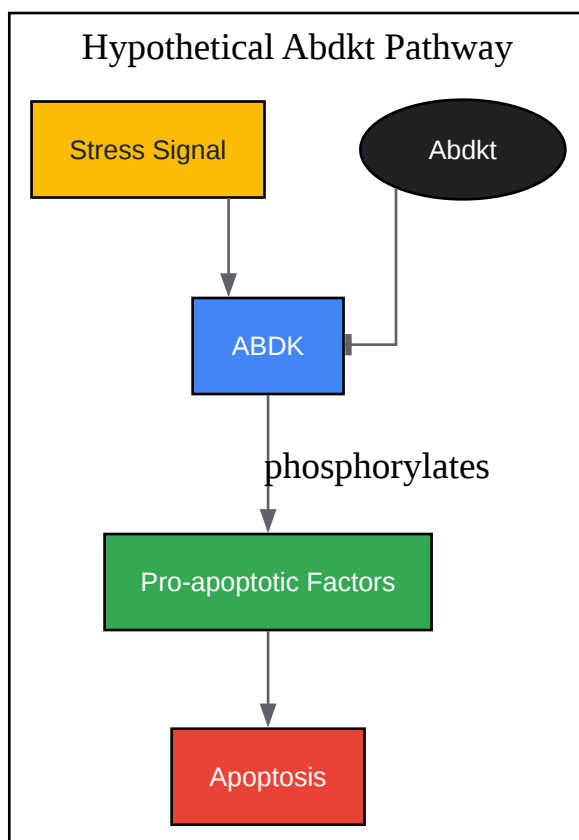 Hypothetical Abdkt Pathway
Stress Signal
Abdkt
ABDK
phosphorylates
Pro-apoptotic Factors
Apoptosis